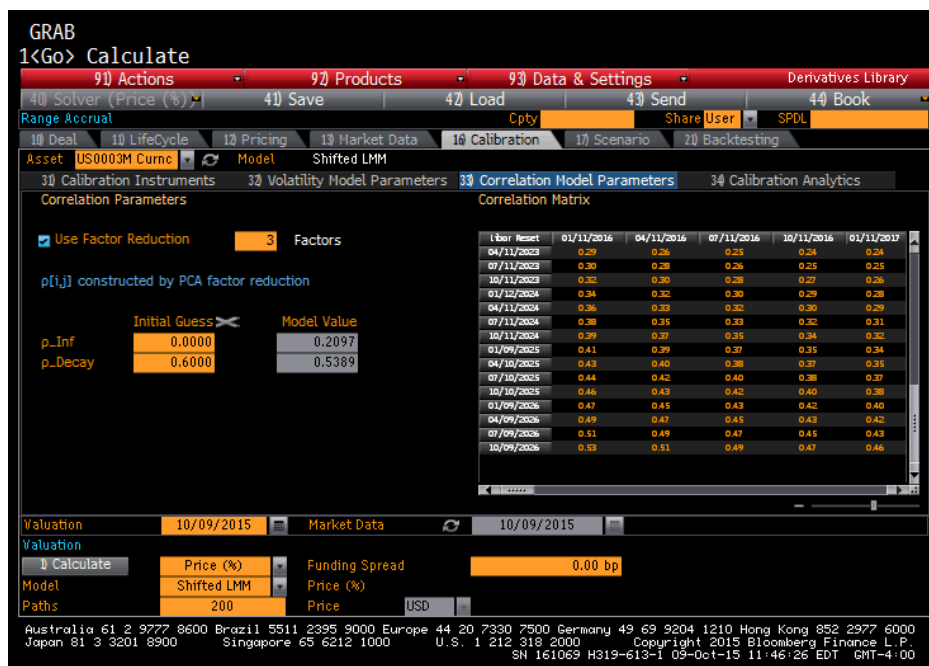 GRAB
1<Go> Calculate
91) Actions 92) Products 93) Data & Settings Derivatives Library
40) Solver (Price (%)) 41) Save 42) Load 43) Send 44) Book
Range Accrual Cpty Share User SPDL
10) Deal 11) LifeCycle 12) Pricing 13) Market Data 16) Calibration 17) Scenario 21) Backtesting
Asset US0003M Curnc Model Shifted LMM
31) Calibration Instruments 32) Volatility Model Parameters 33) Correlation Model Parameters 34) Calibration Analytics
Correlation Parameters Correlation Matrix
Use Factor Reduction 3 Factors
ρ[i,j] constructed by PCA factor reduction
Initial Guess Model Value
ρ_Inf 0.0000 0.2097
ρ_Decay 0.6000 0.5389
Libor Reset 01/11/2016 04/11/2016 07/11/2016 10/11/2016 01/11/2017
04/11/2023 0.29 0.26 0.25 0.24 0.24
07/11/2023 0.30 0.28 0.26 0.25 0.25
10/11/2023 0.32 0.30 0.28 0.27 0.26
01/12/2024 0.34 0.32 0.30 0.29 0.28
04/11/2024 0.36 0.33 0.32 0.30 0.29
07/11/2024 0.38 0.35 0.33 0.32 0.31
10/11/2024 0.39 0.37 0.35 0.34 0.32
01/09/2025 0.41 0.39 0.37 0.35 0.34
04/10/2025 0.43 0.40 0.38 0.37 0.35
07/10/2025 0.44 0.42 0.40 0.38 0.37
10/10/2025 0.46 0.43 0.42 0.40 0.38
01/09/2026 0.47 0.45 0.43 0.42 0.40
04/09/2026 0.49 0.47 0.45 0.43 0.42
07/09/2026 0.51 0.49 0.47 0.45 0.43
10/09/2026 0.53 0.51 0.49 0.47 0.46
Valuation 10/09/2015 Market Data 10/09/2015
Valuation
1) Calculate Price (%) Funding Spread 0.00 bp
Model Shifted LMM Price (%)
Paths 200 Price USD
Australia 61 2 9777 8600 Brazil 5511 2395 9000 Europe 44 20 7330 7500 Germany 49 69 9204 1210 Hong Kong 852 2977 6000
Japan 81 3 3201 8900 Singapore 65 6212 1000 U.S. 1 212 318 2000 Copyright 2015 Bloomberg Finance L.P.
SN 161069 H319-613-1 09-Oct-15 11:46:26 EDT GMT-4:00